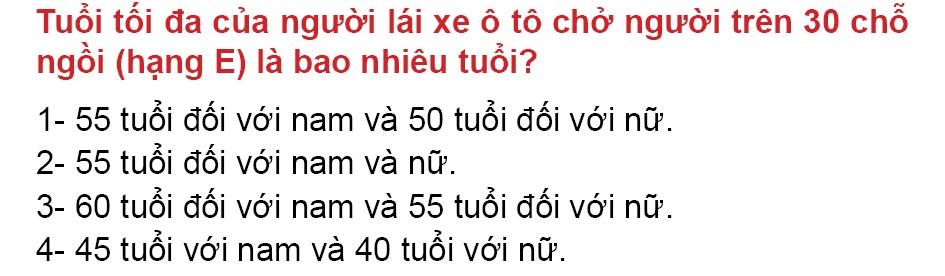 Tuổi tối đa của người lái xe ô tô chở người trên 30 chỗ
ngồi (hạng E) là bao nhiêu tuổi?
1- 55 tuổi đối với nam và 50 tuổi đối với nữ.
2- 55 tuổi đối với nam và nữ.
3- 60 tuổi đối với nam và 55 tuổi đối với nữ.
4- 45 tuổi với nam và 40 tuổi với nữ.